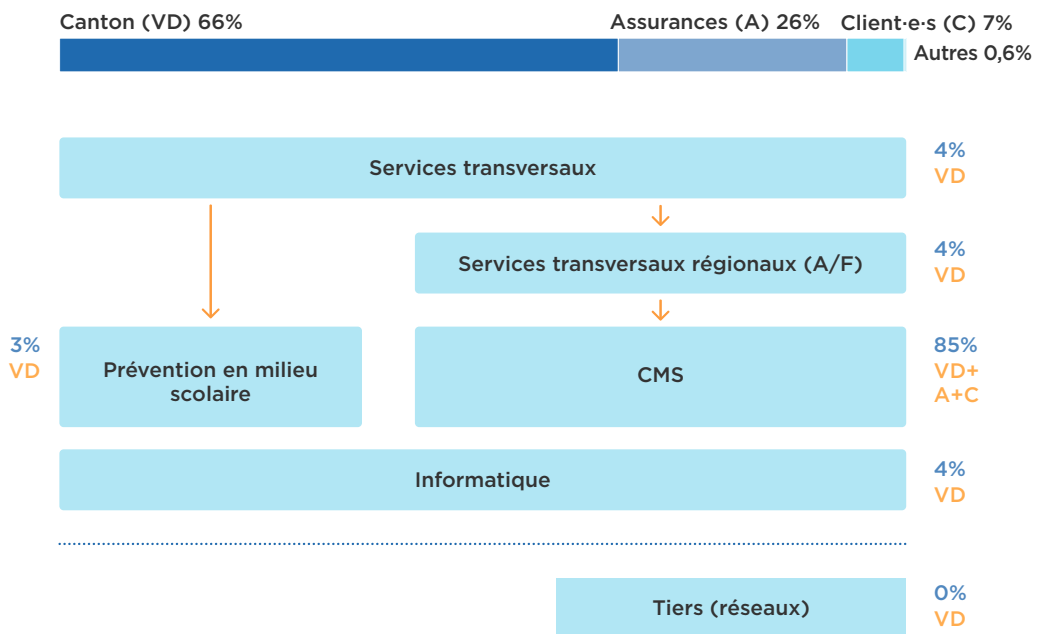 Canton (VD) 66%
Assurances (A) 26%
Client·e·s (C) 7%
Autres 0,6%
Services transversaux
4%
VD
Services transversaux régionaux (A/F)
4%
VD
3%
VD
Prévention en milieu
scolaire
CMS
85%
VD+
A+C
Informatique
4%
VD
Tiers (réseaux)
0%
VD